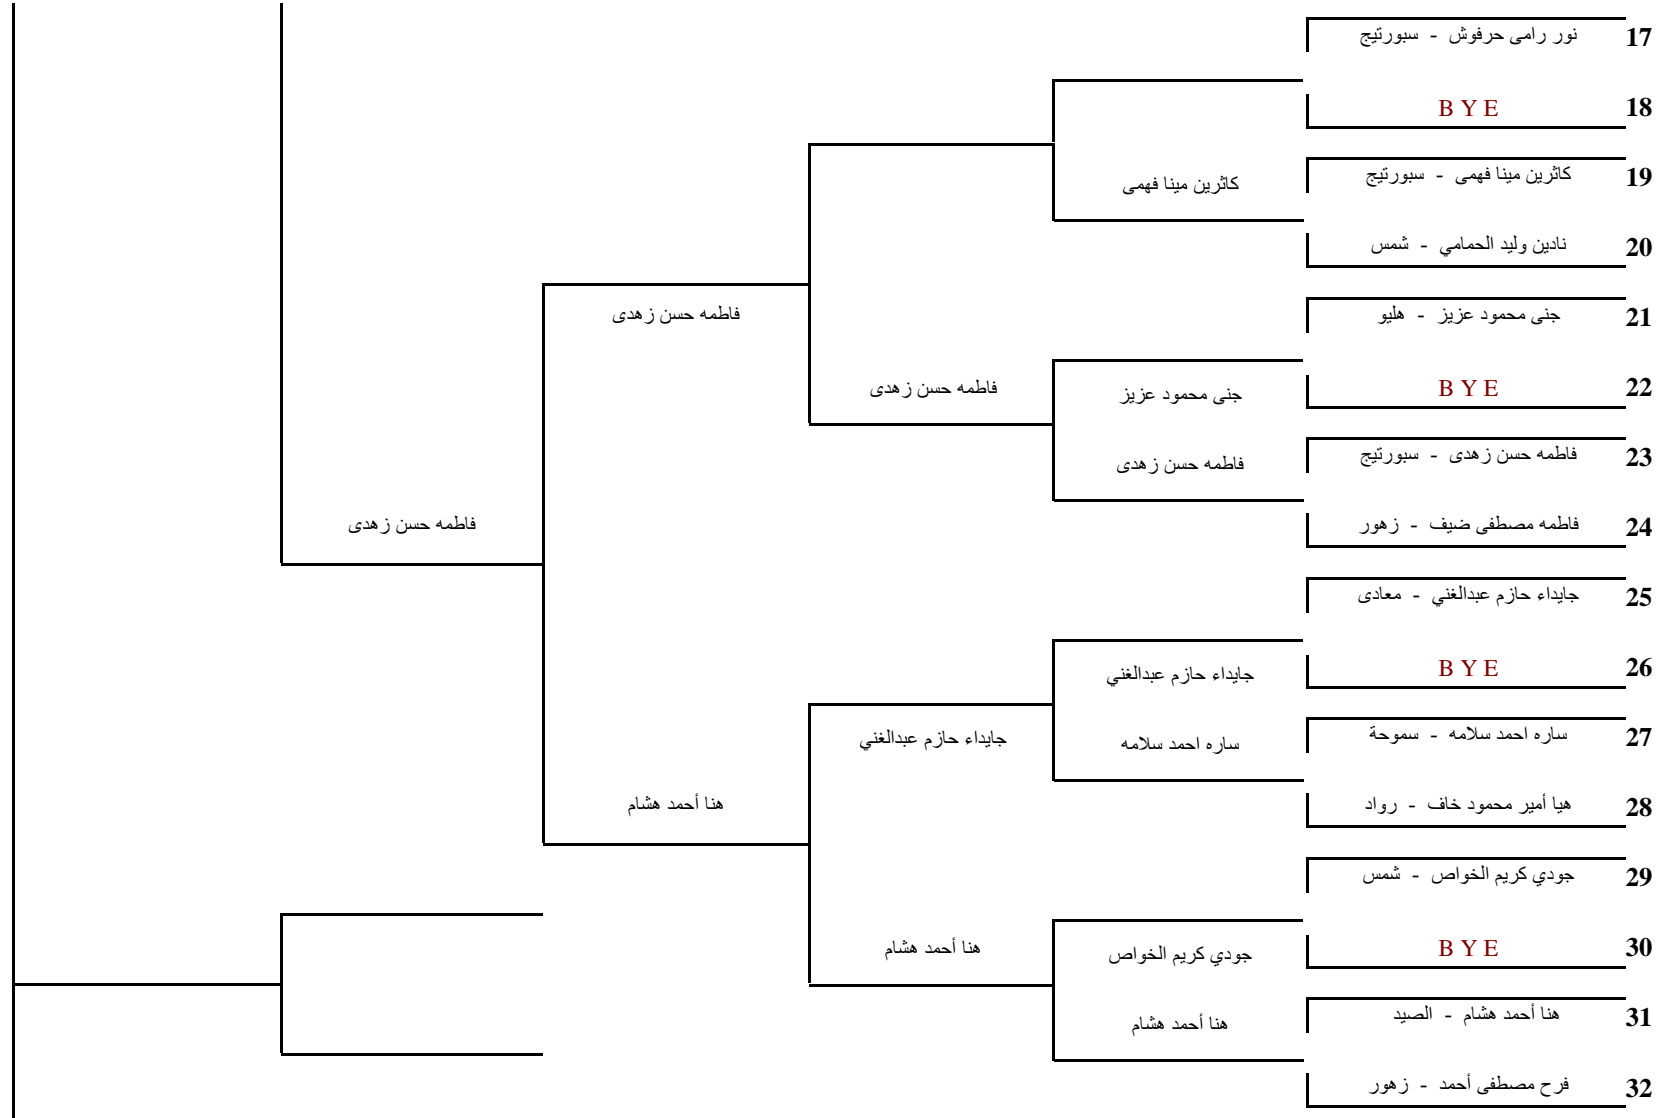 17 نور رامى حرفوش - سبورتيج
18 B Y E
19 كاثرين مينا فهمى - سبورتيج
كاثرين مينا فهمى
20 نادين وليد الحمامي - شمس
21 جنى محمود عزيز - هليو
فاطمه حسن زهدى
22 B Y E
جنى محمود عزيز
فاطمه حسن زهدى
23 فاطمه حسن زهدى - سبورتيج
فاطمه حسن زهدى
24 فاطمه مصطفى ضيف - زهور
فاطمه حسن زهدى
25 جايداء حازم عبدالغني - معادى
26 B Y E
جايداء حازم عبدالغني
27 ساره احمد سلامه - سموحة
ساره احمد سلامه
جايداء حازم عبدالغني
28 هيا أمير محمود خاف - رواد
هنا أحمد هشام
29 جودي كريم الخواص - شمس
30 B Y E
جودي كريم الخواص
هنا أحمد هشام
31 هنا أحمد هشام - الصيد
هنا أحمد هشام
32 فرح مصطفى أحمد - زهور